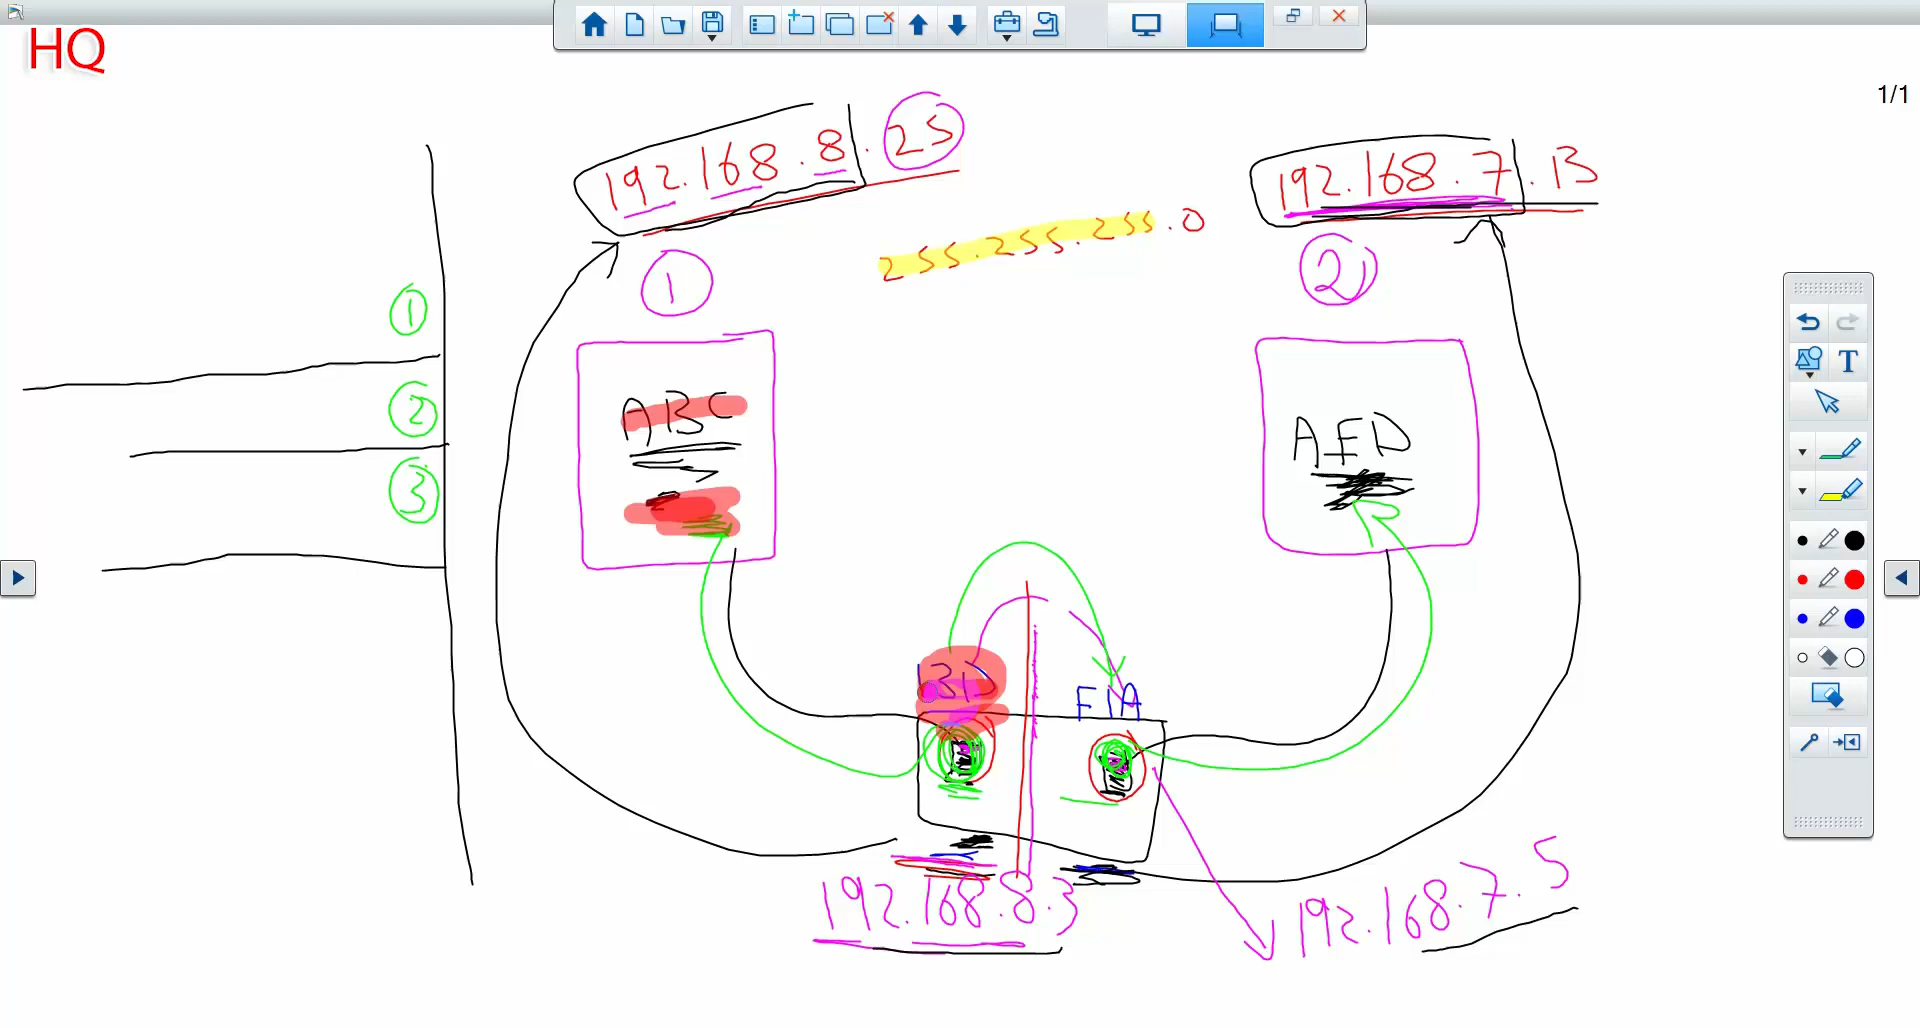 HQ
1/1
192.168.8.25
192.168.7.13
255.255.255.0
1
2
1
2
3
ABC
AFD
T
BD
FIA
192.168.8.3
192.168.7.5